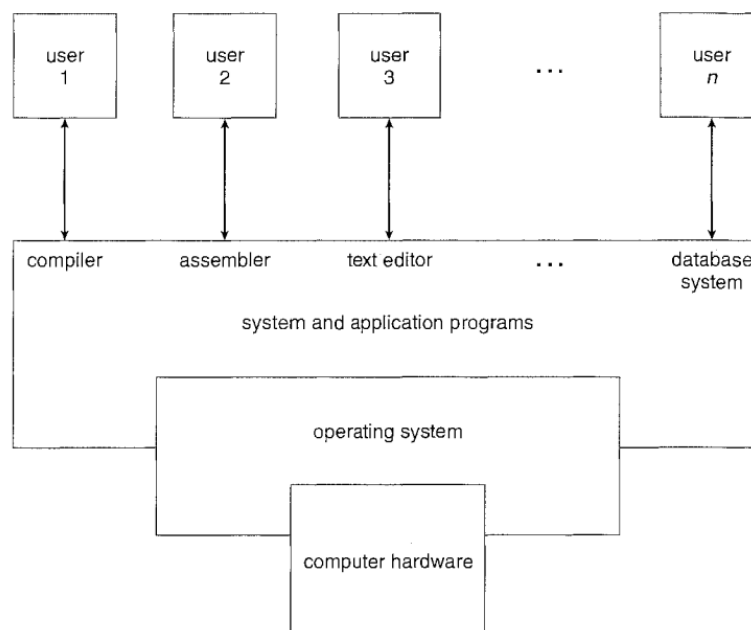 user
1
user
2
user
3
...
user
n
compiler
assembler
text editor
...
database
system
system and application programs
operating system
computer hardware